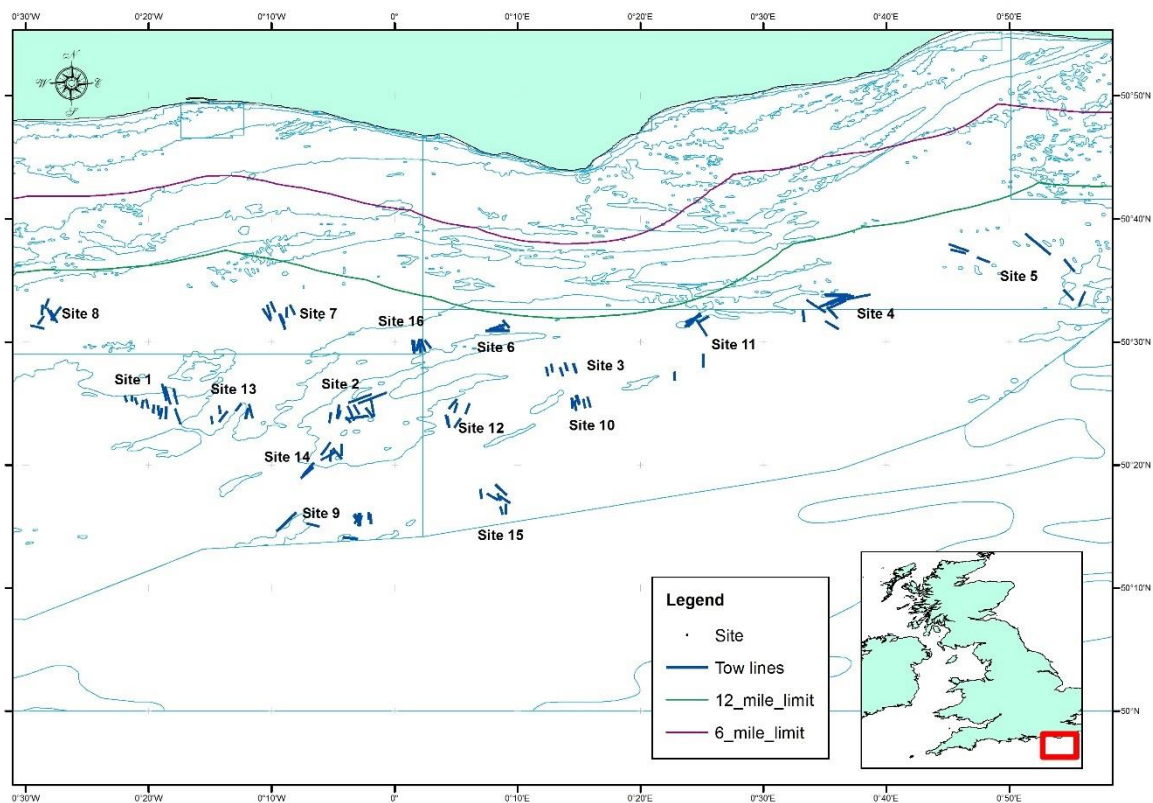 0°30'W 0°20'W 0°10'W 0° 0°10'E 0°20'E 0°30'E 0°40'E 0°50'E
N
W E
S
50°50'N
50°40'N
Site 5
Site 8
Site 7
Site 16
Site 4
Site 6
Site 11
50°30'N
Site 3
Site 1
Site 13
Site 2
Site 10
Site 12
Site 14
50°20'N
Site 9
Site 15
50°10'N
Legend
Site
Tow lines
12_mile_limit
6_mile_limit
50°N
0°30'W 0°20'W 0°10'W 0° 0°10'E 0°20'E 0°30'E 0°40'E 0°50'E